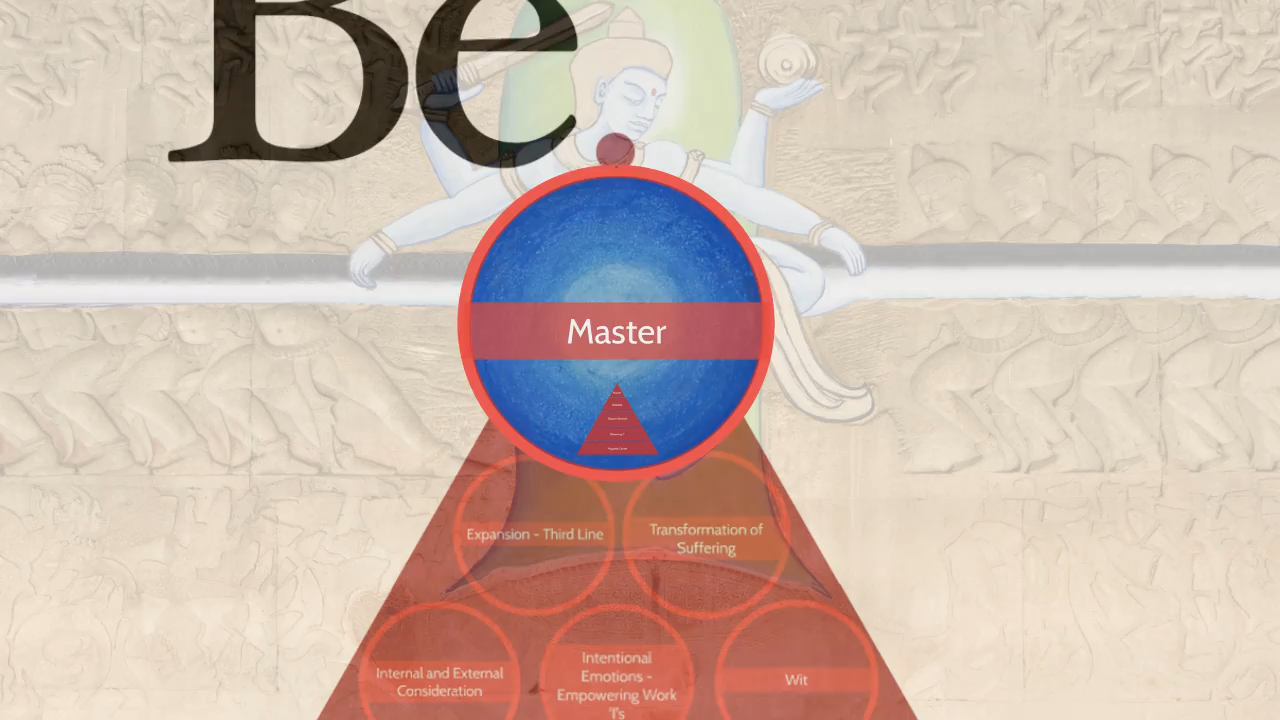 Be
Master
Expansion - Third Line
Transformation of
Suffering
Internal and External
Consideration
Intentional
Emotions -
Empowering Work
'I's
Wit